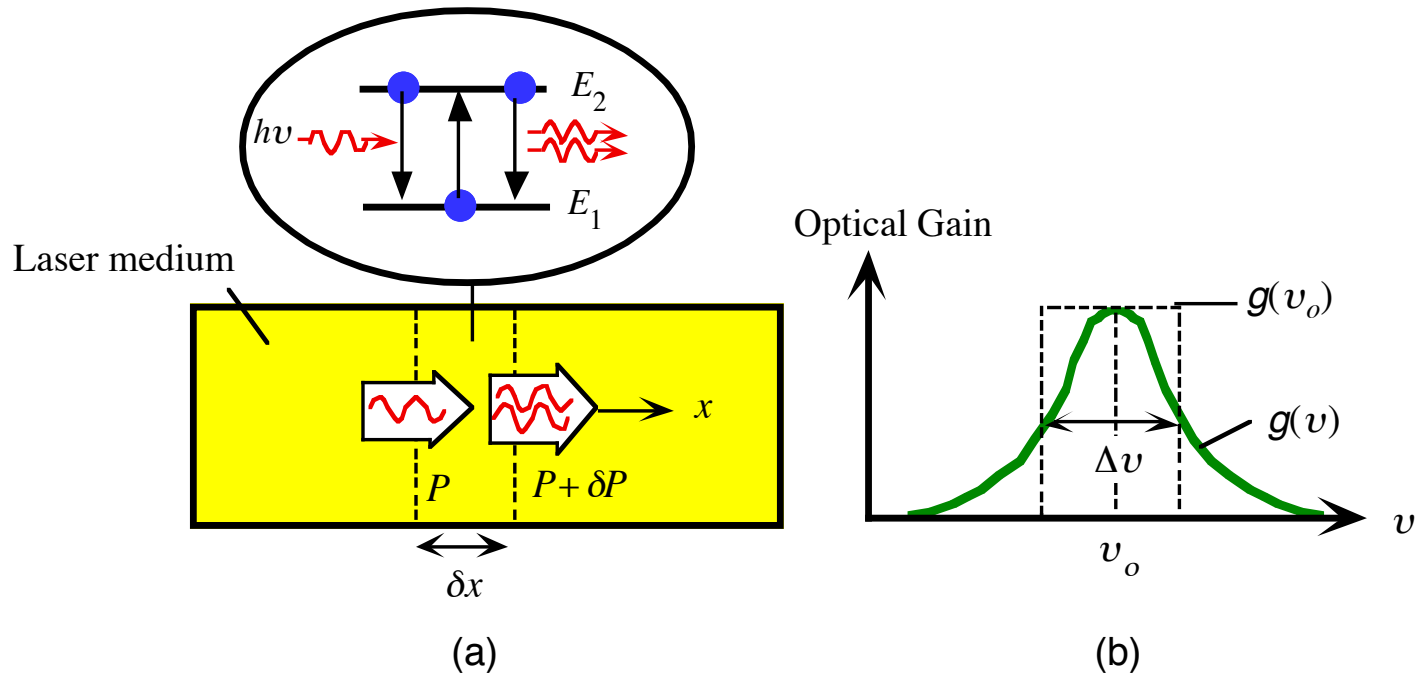 E₂
hυ
E₁
Optical Gain
Laser medium
g(υₒ)
x
g(υ)
P
P + δP
Δυ
υ
υₒ
δx
(a)
(b)